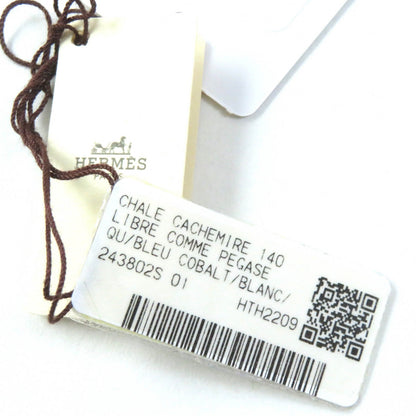 HERMÈS
CHALE CACHEMIRE 140
LIBRE COMME PEGASE
QU/BLEU COBALT/BLANC/
243802S 01 HTH2209